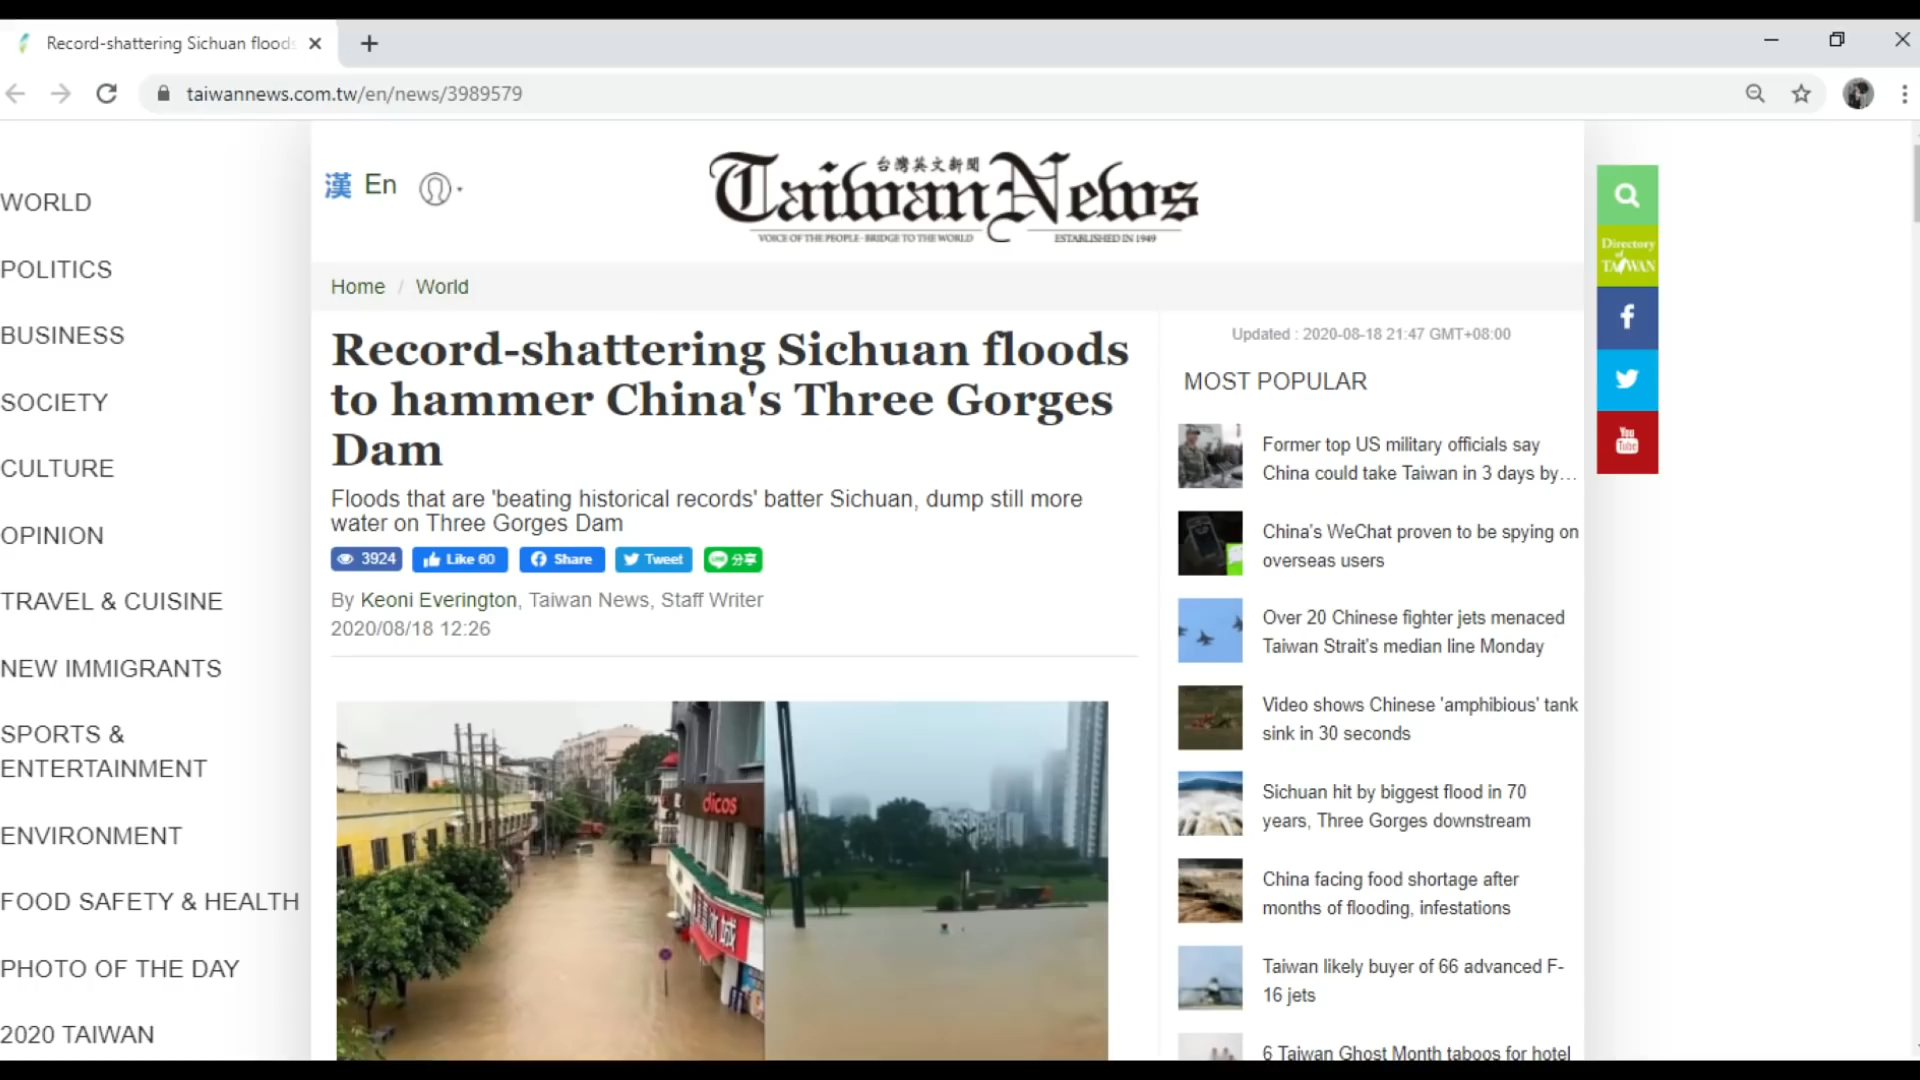 Record-shattering Sichuan floods
taiwannews.com.tw/en/news/3989579
WORLD
POLITICS
BUSINESS
SOCIETY
CULTURE
OPINION
TRAVEL & CUISINE
NEW IMMIGRANTS
SPORTS &
ENTERTAINMENT
ENVIRONMENT
FOOD SAFETY & HEALTH
PHOTO OF THE DAY
2020 TAIWAN
漢 En
台灣英文新聞
Taiwan News
VOICE OF THE PEOPLE - BRIDGE TO THE WORLD ESTABLISHED IN 1949
Home / World
Record-shattering Sichuan floods
to hammer China's Three Gorges
Dam
Floods that are 'beating historical records' batter Sichuan, dump still more
water on Three Gorges Dam
3924 Like 60 Share Tweet 分享
By Keoni Everington, Taiwan News, Staff Writer
2020/08/18 12:26
dicos
城
Updated : 2020-08-18 21:47 GMT+08:00
MOST POPULAR
Former top US military officials say
China could take Taiwan in 3 days by…
China's WeChat proven to be spying on
overseas users
Over 20 Chinese fighter jets menaced
Taiwan Strait's median line Monday
Video shows Chinese 'amphibious' tank
sink in 30 seconds
Sichuan hit by biggest flood in 70
years, Three Gorges downstream
China facing food shortage after
months of flooding, infestations
Taiwan likely buyer of 66 advanced F-
16 jets
6 Taiwan Ghost Month taboos for hotel
Directory
of
TAIWAN
You
Tube